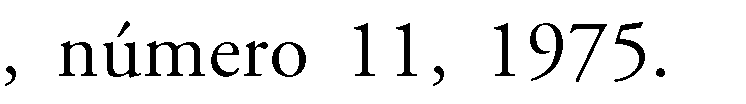 , número 11, 1975.